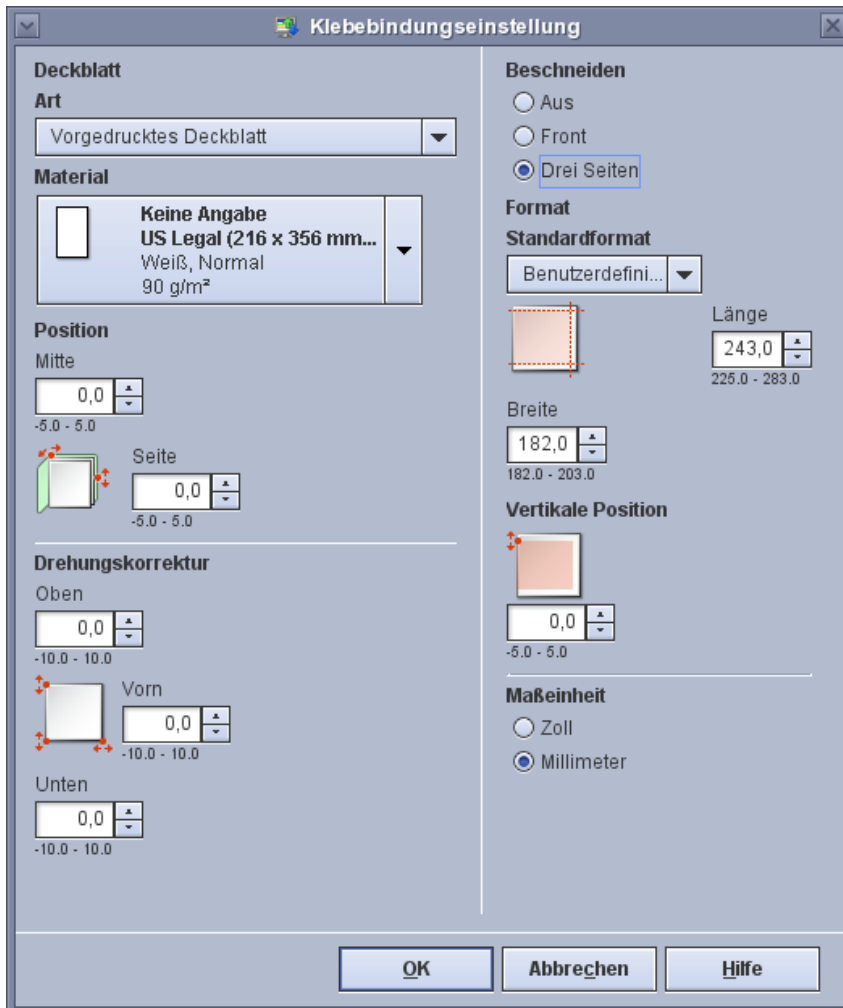 Klebebindungseinstellung
Deckblatt
Art
Vorgedrucktes Deckblatt
Material
Keine Angabe
US Legal (216 x 356 mm...
Weiß, Normal
90 g/m²
Position
Mitte
0,0
-5.0 - 5.0
Seite
0,0
-5.0 - 5.0
Drehungskorrektur
Oben
0,0
-10.0 - 10.0
Vorn
0,0
-10.0 - 10.0
Unten
0,0
-10.0 - 10.0
Beschneiden
Aus
Front
Drei Seiten
Format
Standardformat
Benutzerdefini...
Länge
243,0
225.0 - 283.0
Breite
182,0
182.0 - 203.0
Vertikale Position
0,0
-5.0 - 5.0
Maßeinheit
Zoll
Millimeter
OK
Abbrechen
Hilfe